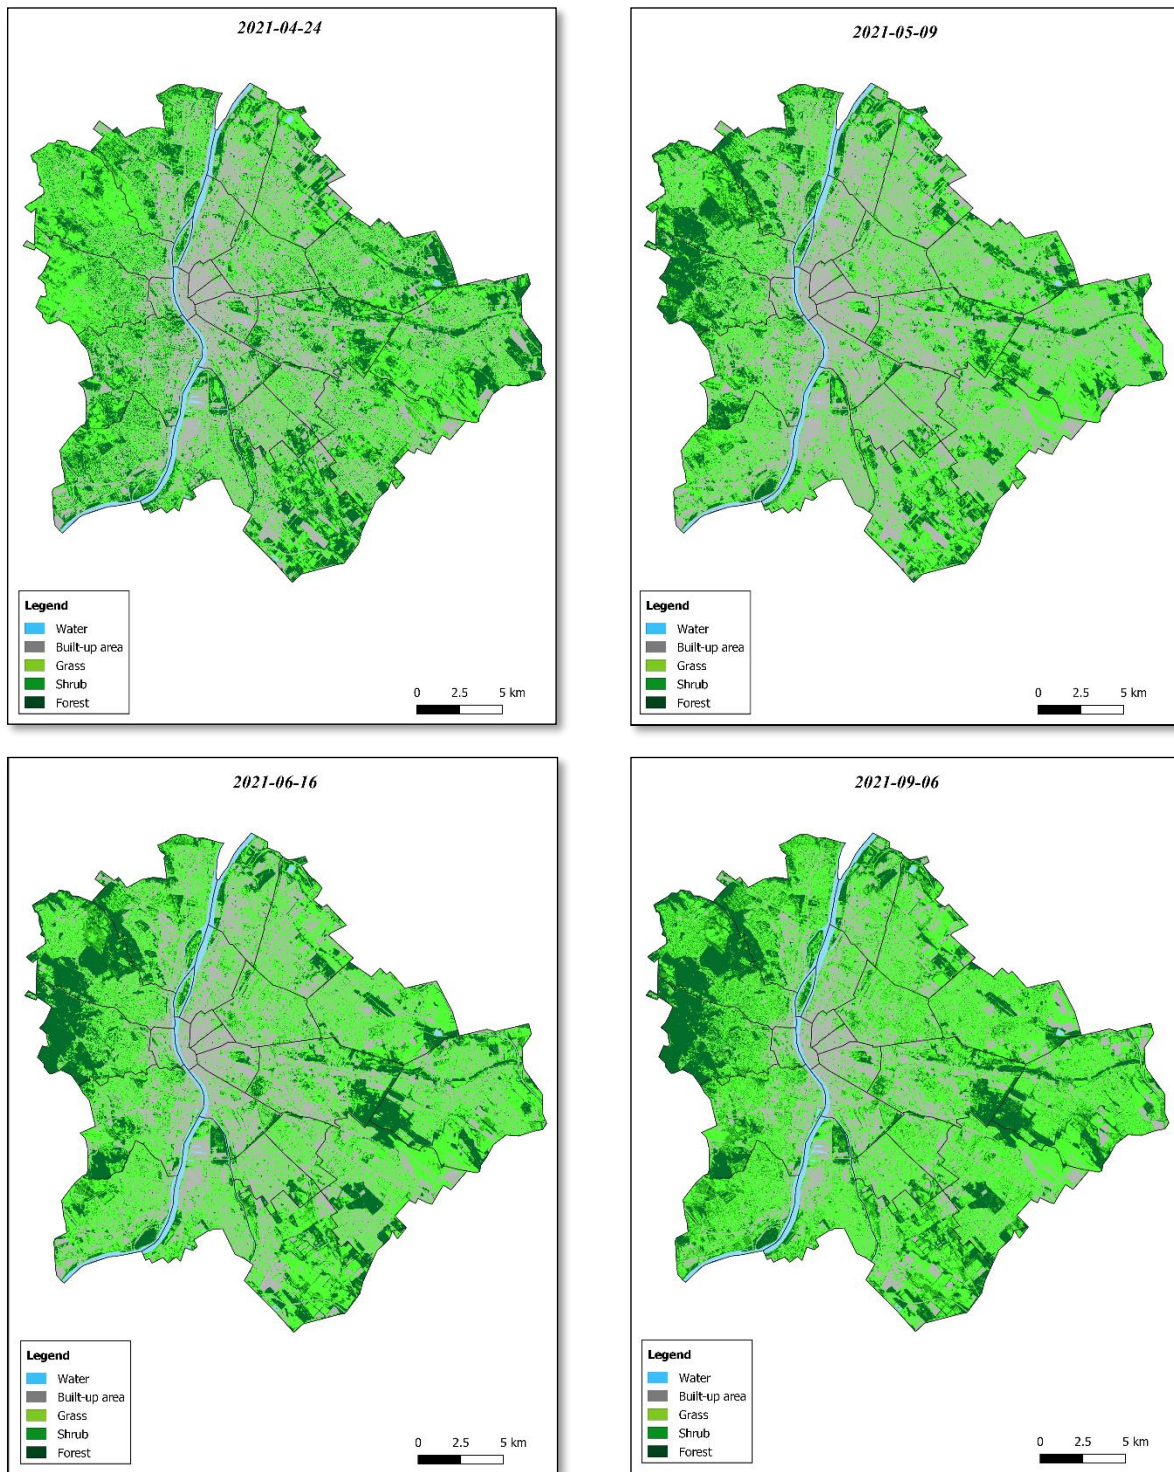 2021-04-24
Legend
Water
Built-up area
Grass
Shrub
Forest
0 2.5 5 km
2021-05-09
Legend
Water
Built-up area
Grass
Shrub
Forest
0 2.5 5 km
2021-06-16
Legend
Water
Built-up area
Grass
Shrub
Forest
0 2.5 5 km
2021-09-06
Legend
Water
Built-up area
Grass
Shrub
Forest
0 2.5 5 km